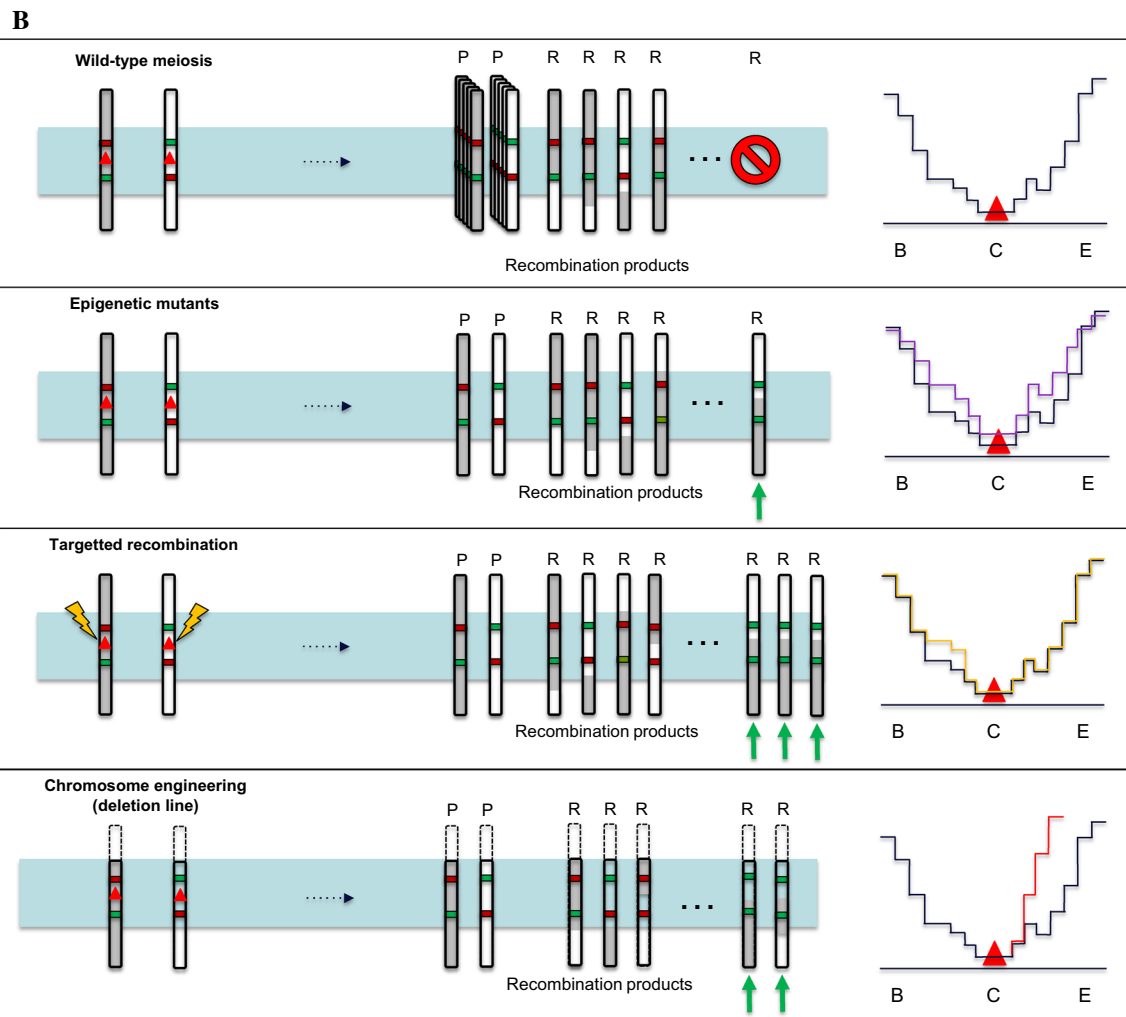 B
Wild-type meiosis
P P R R R R R
Recombination products
B C E
Epigenetic mutants
P P R R R R R
Recombination products
B C E
Targetted recombination
P P R R R R R R R
Recombination products
B C E
Chromosome engineering
(deletion line)
P P R R R R R
Recombination products
B C E